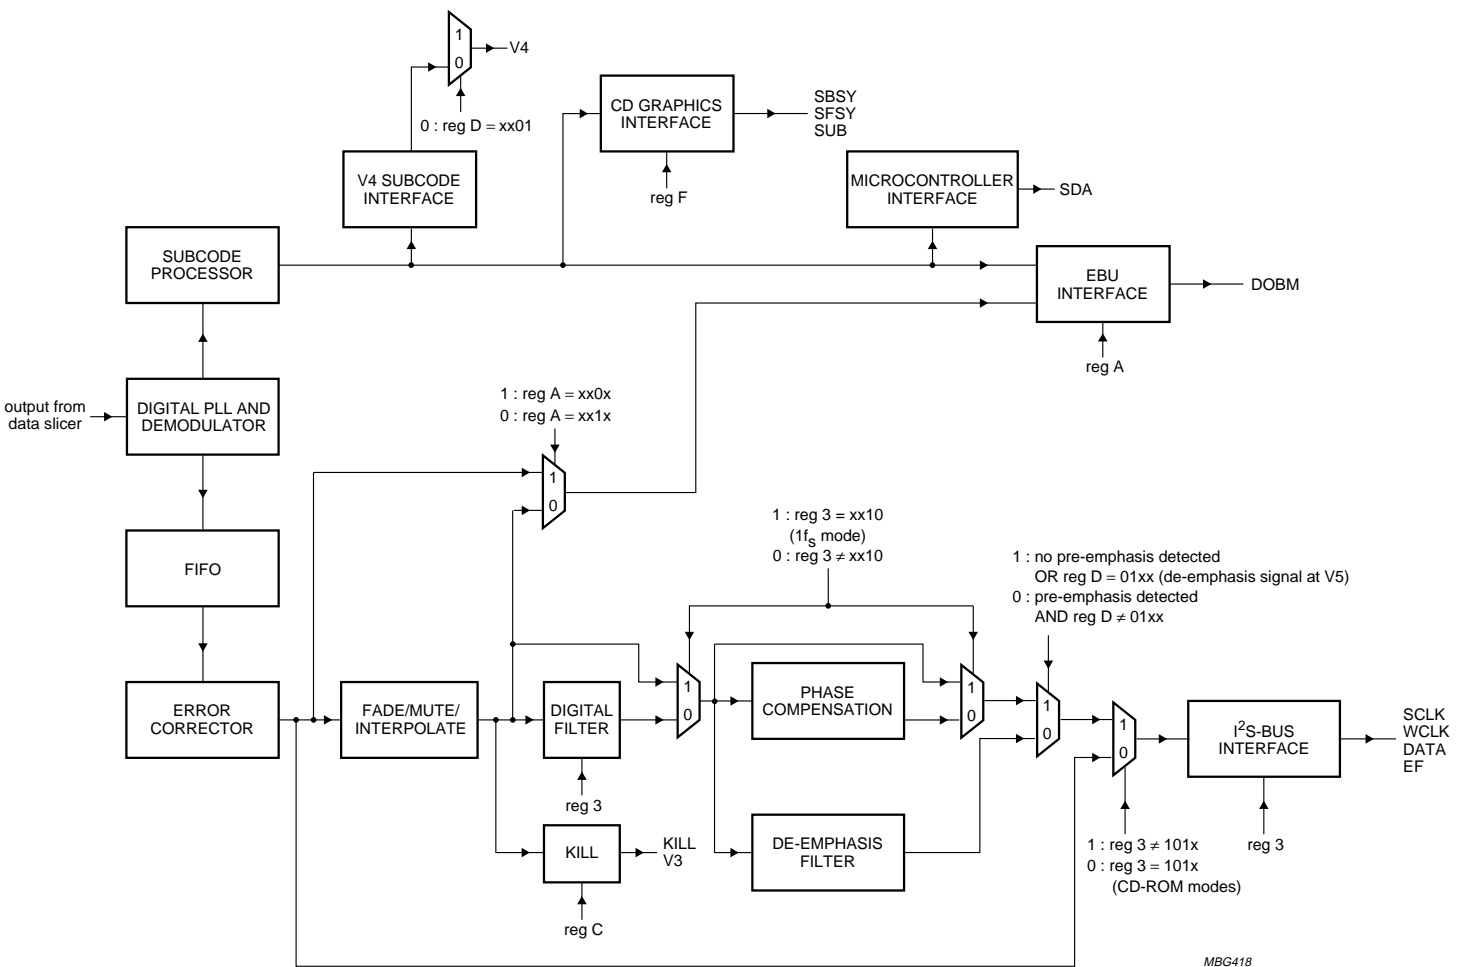 1
0
V4
0 : reg D = xx01
V4 SUBCODE
INTERFACE
CD GRAPHICS
INTERFACE
SBSY
SFSY
SUB
reg F
MICROCONTROLLER
INTERFACE
SDA
SUBCODE
PROCESSOR
EBU
INTERFACE
DOBM
reg A
output from
data slicer
DIGITAL PLL AND
DEMODULATOR
1 : reg A = xx0x
0 : reg A = xx1x
1
0
FIFO
1 : reg 3 = xx10
(1fs mode)
0 : reg 3 ≠ xx10
1 : no pre-emphasis detected
OR reg D = 01xx (de-emphasis signal at V5)
0 : pre-emphasis detected
AND reg D ≠ 01xx
ERROR
CORRECTOR
FADE/MUTE/
INTERPOLATE
DIGITAL
FILTER
reg 3
1
0
PHASE
COMPENSATION
1
0
1
0
1
0
I2S-BUS
INTERFACE
SCLK
WCLK
DATA
EF
reg 3
KILL
KILL
V3
reg C
DE-EMPHASIS
FILTER
1 : reg 3 ≠ 101x
0 : reg 3 = 101x
(CD-ROM modes)
MBG418